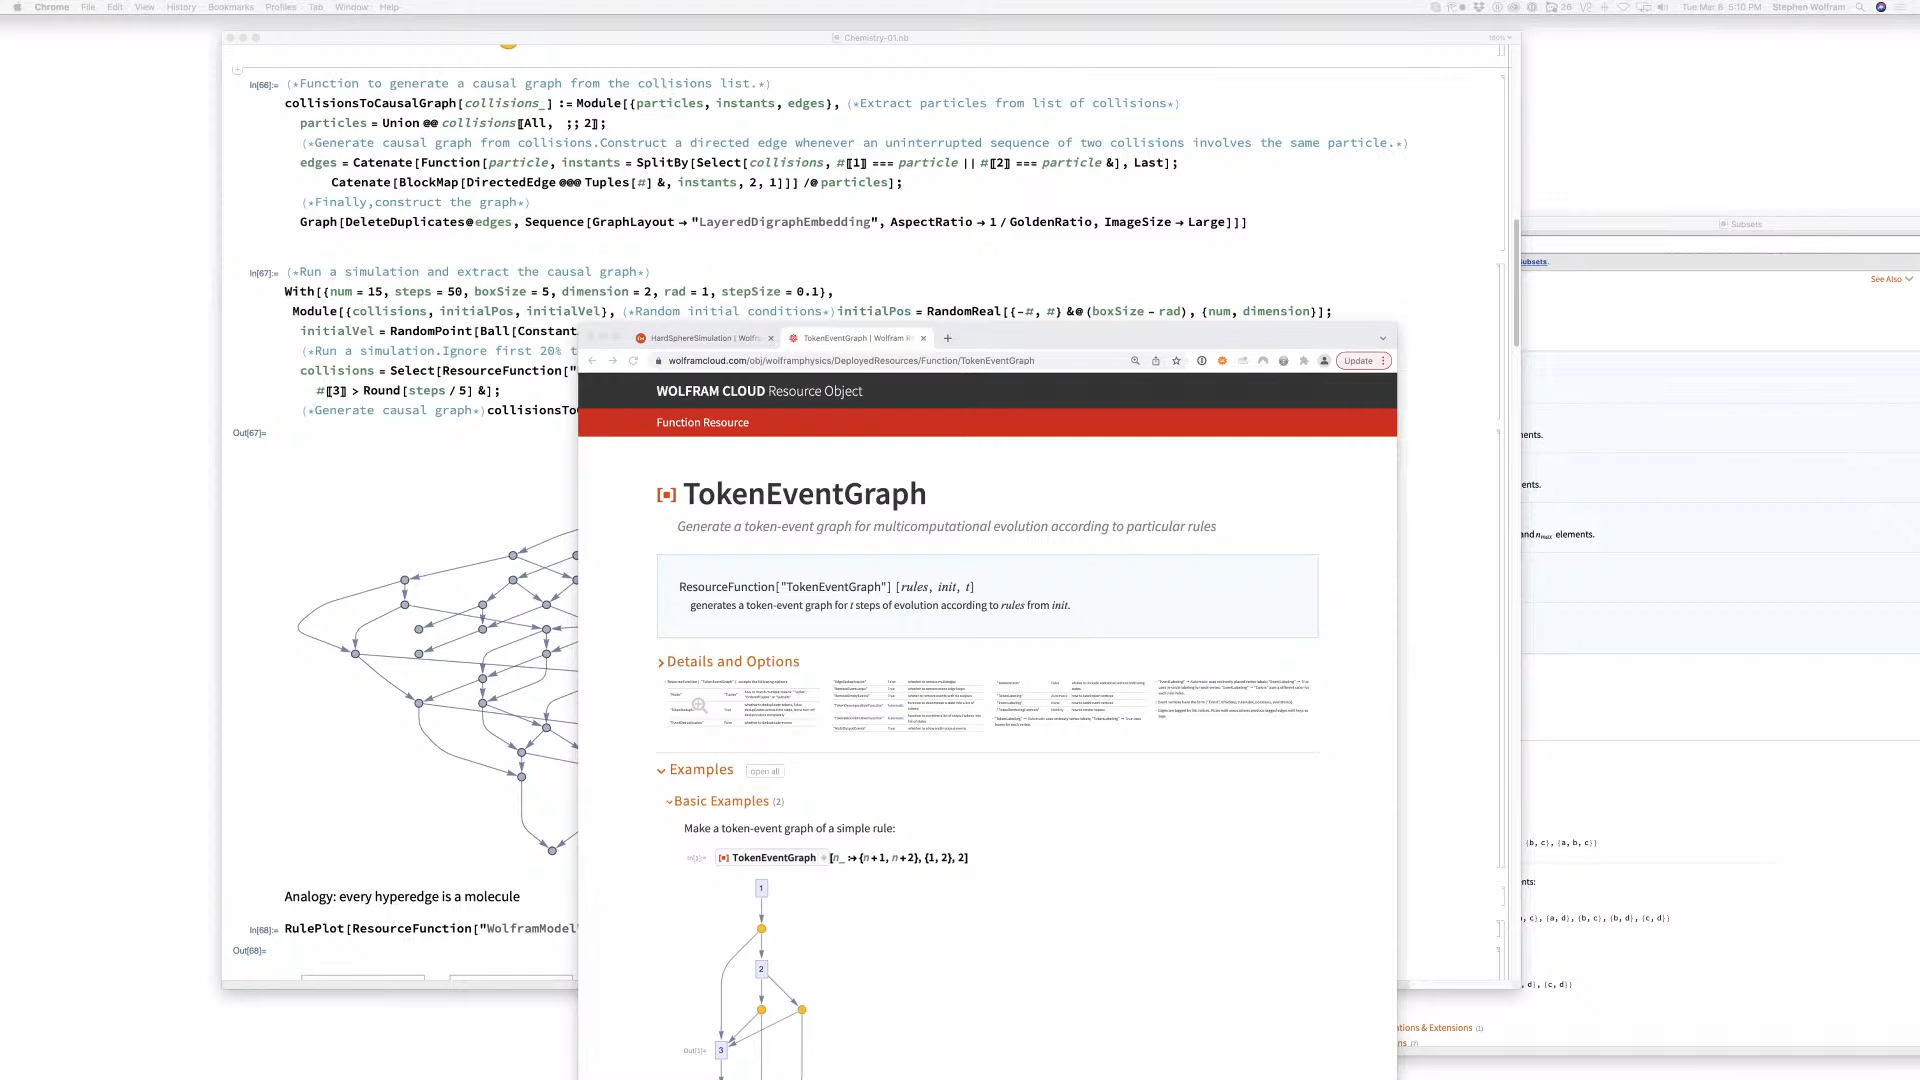 Chrome File Edit View History Bookmarks Profiles Tab Window Help
26 Tue Mar 8 5:10 PM Stephen Wolfram
Chemistry-01.nb
In[66]:= (*Function to generate a causal graph from the collisions list.*)
collisionsToCausalGraph[collisions_] := Module[{particles, instants, edges}, (*Extract particles from list of collisions*)
particles = Union @@ collisions[[All, ;; 2]];
(*Generate causal graph from collisions.Construct a directed edge whenever an uninterrupted sequence of two collisions involves the same particle.*)
edges = Catenate[Function[particle, instants = SplitBy[Select[collisions, #[[1]] === particle || #[[2]] === particle &], Last];
Catenate[BlockMap[DirectedEdge @@@ Tuples[#] &, instants, 2, 1]]] /@ particles];
(*Finally,construct the graph*)
Graph[DeleteDuplicates@edges, Sequence[GraphLayout → "LayeredDigraphEmbedding", AspectRatio → 1 / GoldenRatio, ImageSize → Large]]]
In[67]:= (*Run a simulation and extract the causal graph*)
With[{num = 15, steps = 50, boxSize = 5, dimension = 2, rad = 1, stepSize = 0.1},
Module[{collisions, initialPos, initialVel}, (*Random initial conditions*)initialPos = RandomReal[{-#, #} &@(boxSize - rad), {num, dimension}];
initialVel = RandomPoint[Ball[Constant
(*Run a simulation.Ignore first 20% t
collisions = Select[ResourceFunction["
#[[3]] > Round[steps / 5] &];
(*Generate causal graph*)collisionsTo
Out[67]=
Analogy: every hyperedge is a molecule
In[68]:= RulePlot[ResourceFunction["WolframModel"
Out[68]=
HardSphereSimulation | Wolfr
TokenEventGraph | Wolfram R
wolframcloud.com/obj/wolframphysics/DeployedResources/Function/TokenEventGraph
Update
WOLFRAM CLOUD Resource Object
Function Resource
TokenEventGraph
Generate a token-event graph for multicomputational evolution according to particular rules
ResourceFunction["TokenEventGraph"] [rules, init, t]
generates a token-event graph for t steps of evolution according to rules from init.
Details and Options
Examples open all
Basic Examples (2)
Make a token-event graph of a simple rule:
In[1]:= TokenEventGraph [n_ :→ {n + 1, n + 2}, {1, 2}, 2]
1
2
Out[1]= 3
Subsets
Subsets.
See Also
ents.
ents.
and nmax elements.
{b, c}, {a, b, c}}
nts:
, c}, {a, d}, {b, c}, {b, d}, {c, d}}
, d}, {c, d}}
ations & Extensions (1)
ns (7)